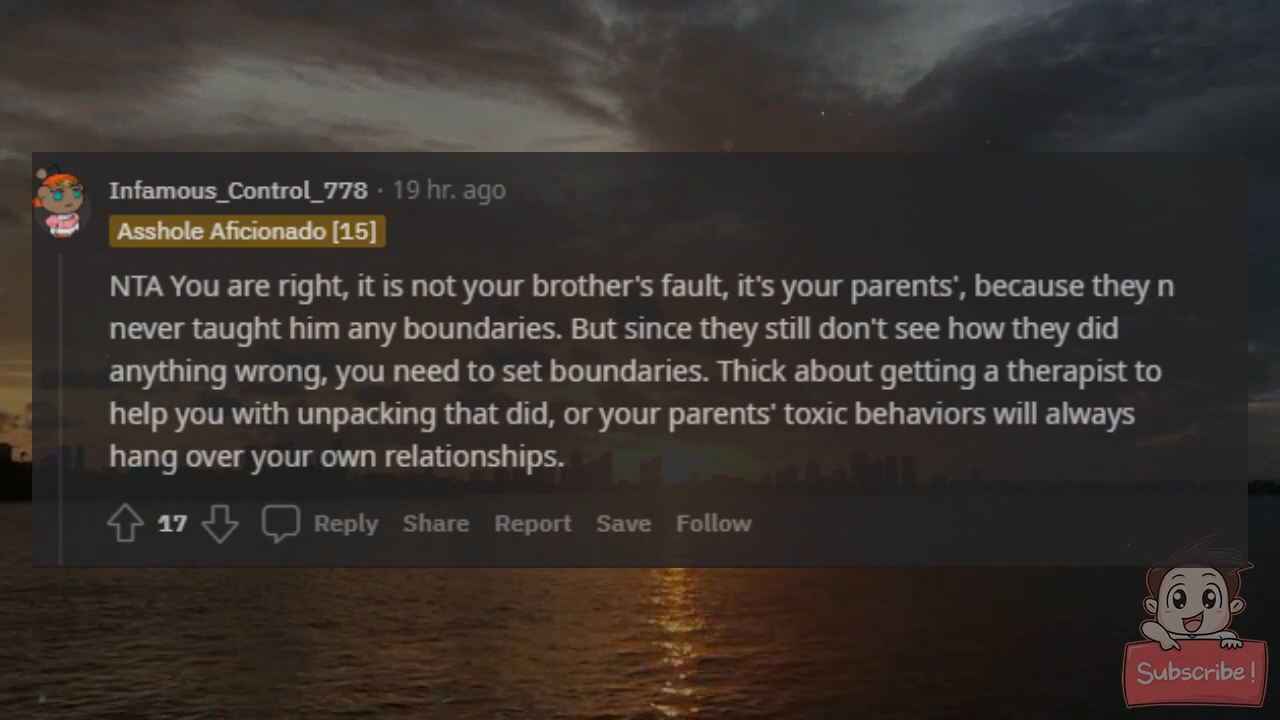 Infamous_Control_778 · 19 hr. ago
Asshole Aficionado [15]
NTA You are right, it is not your brother's fault, it's your parents', because they n
never taught him any boundaries. But since they still don't see how they did
anything wrong, you need to set boundaries. Thick about getting a therapist to
help you with unpacking that did, or your parents' toxic behaviors will always
hang over your own relationships.
17 Reply Share Report Save Follow
Subscribe!